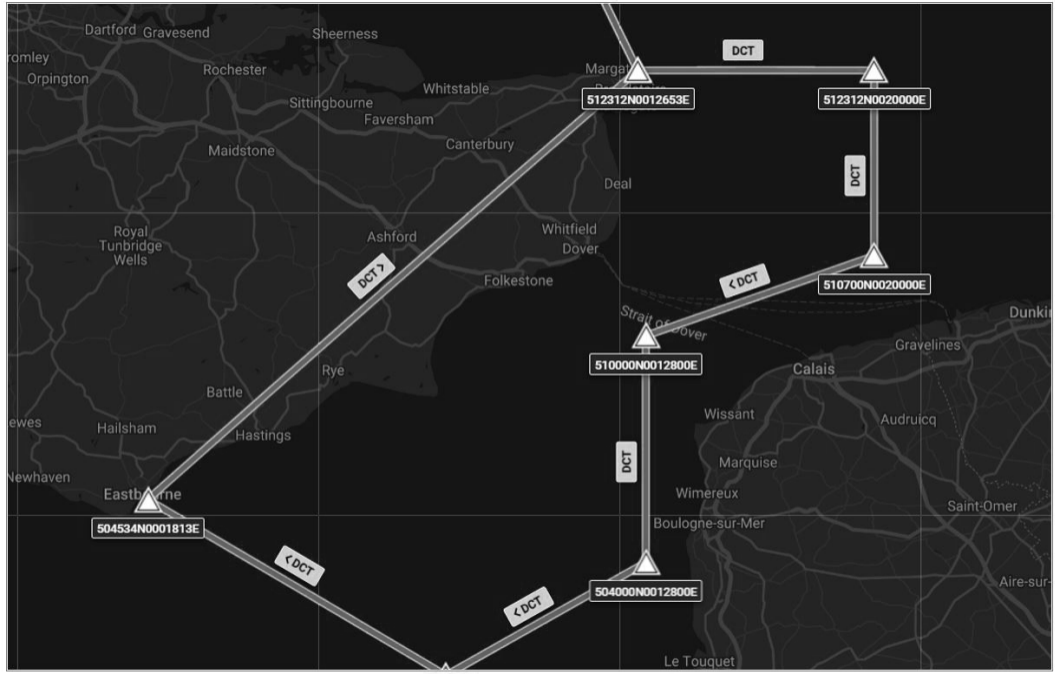 Dartford
Gravesend
Sheerness
romley
Orpington
Rochester
Margat
DCT
512312N0012653E
512312N0020000E
Whitstable
Sittingbourne
Faversham
Canterbury
Maidstone
DCT
Deal
Royal
Tunbridge
Wells
Ashford
Whitfield
Dover
DCT >
Folkestone
< DCT
510700N0020000E
Strait of Dover
Dunkir
Gravelines
510000N0012800E
Calais
Rye
Battle
Wissant
Audruicq
ewes
Hailsham
Hastings
DCT
Marquise
Newhaven
Wimereux
Eastbourne
Saint-Omer
504534N0001813E
Boulogne-sur-Mer
< DCT
504000N0012800E
Aire-sur-
< DCT
Le Touquet